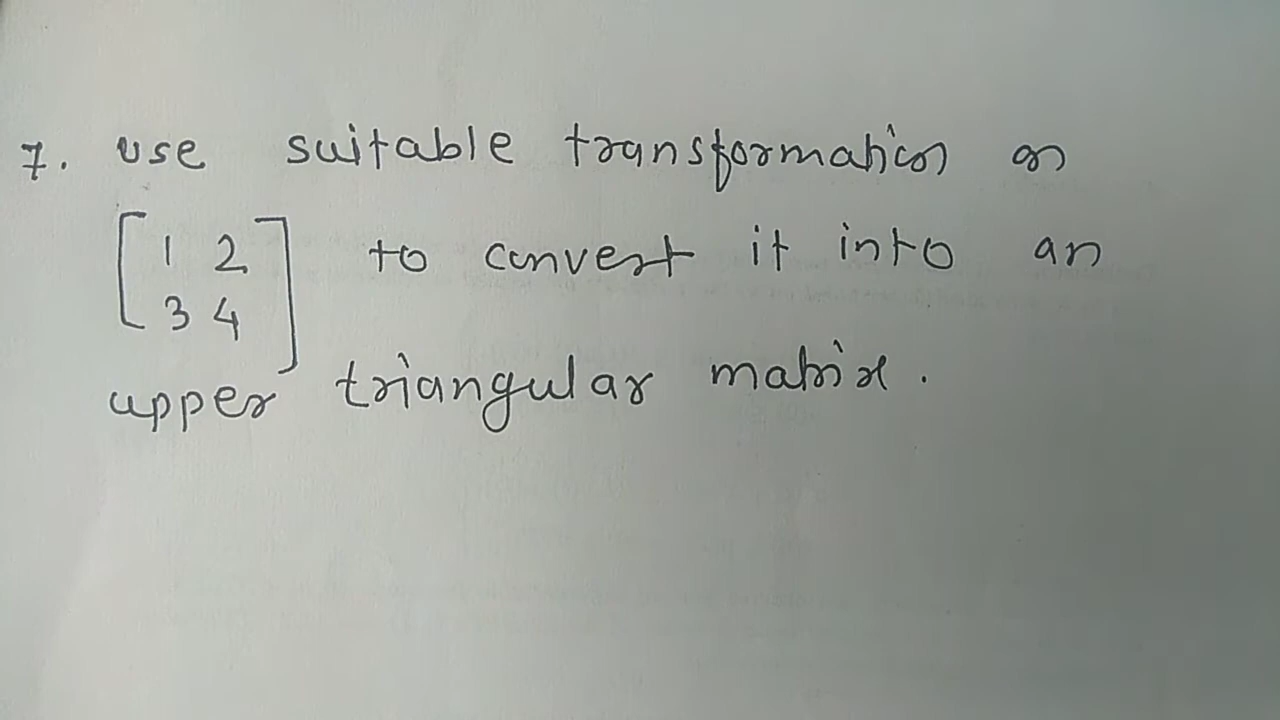 7. use suitable transformation on
[1 2
3 4] to convert it into an
upper triangular matrix.